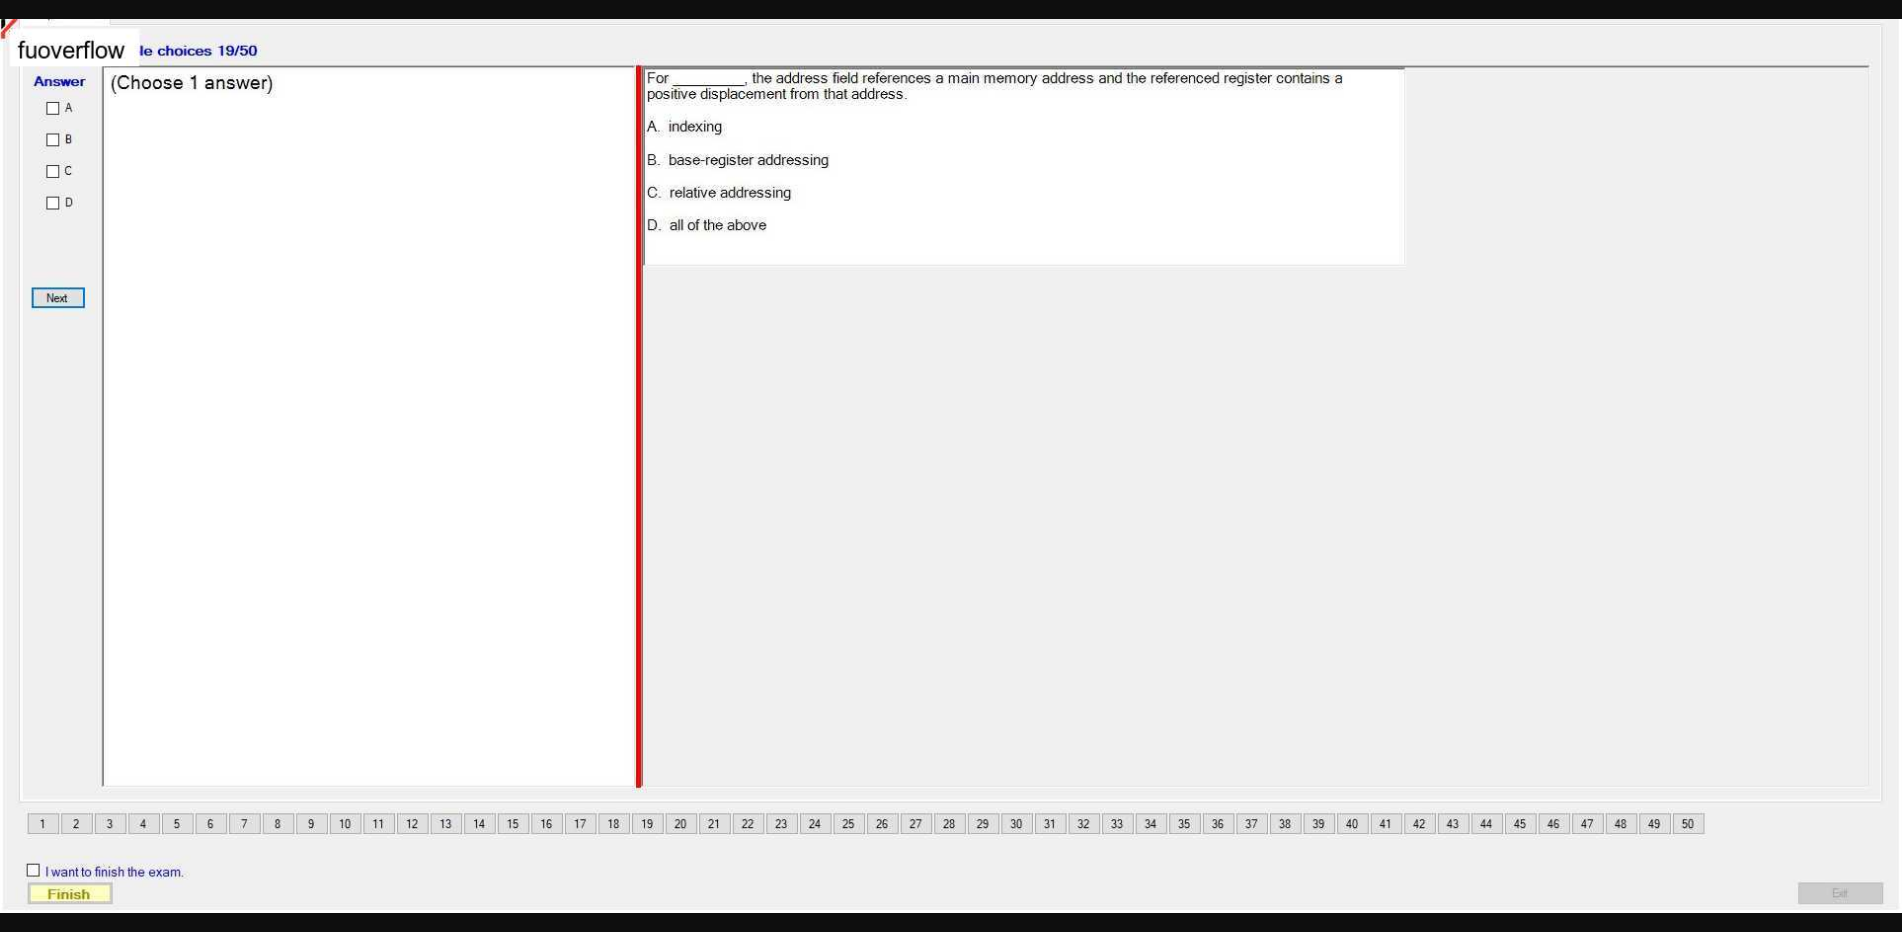 fuoverflow
le choices 19/50
Answer
A
B
C
D
Next
(Choose 1 answer)
For _________, the address field references a main memory address and the referenced register contains a
positive displacement from that address.
A. indexing
B. base-register addressing
C. relative addressing
D. all of the above
1 2 3 4 5 6 7 8 9 10 11 12 13 14 15 16 17 18 19 20 21 22 23 24 25 26 27 28 29 30 31 32 33 34 35 36 37 38 39 40 41 42 43 44 45 46 47 48 49 50
I want to finish the exam.
Finish
Exit